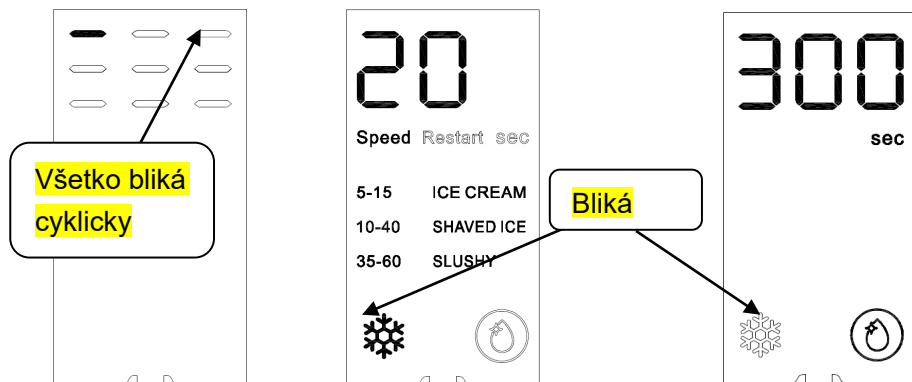 Všetko bliká
cyklicky
20
Speed Restart sec
5-15 ICE CREAM
10-40 SHAVED ICE
35-60 SLUSHY
Bliká
300
sec